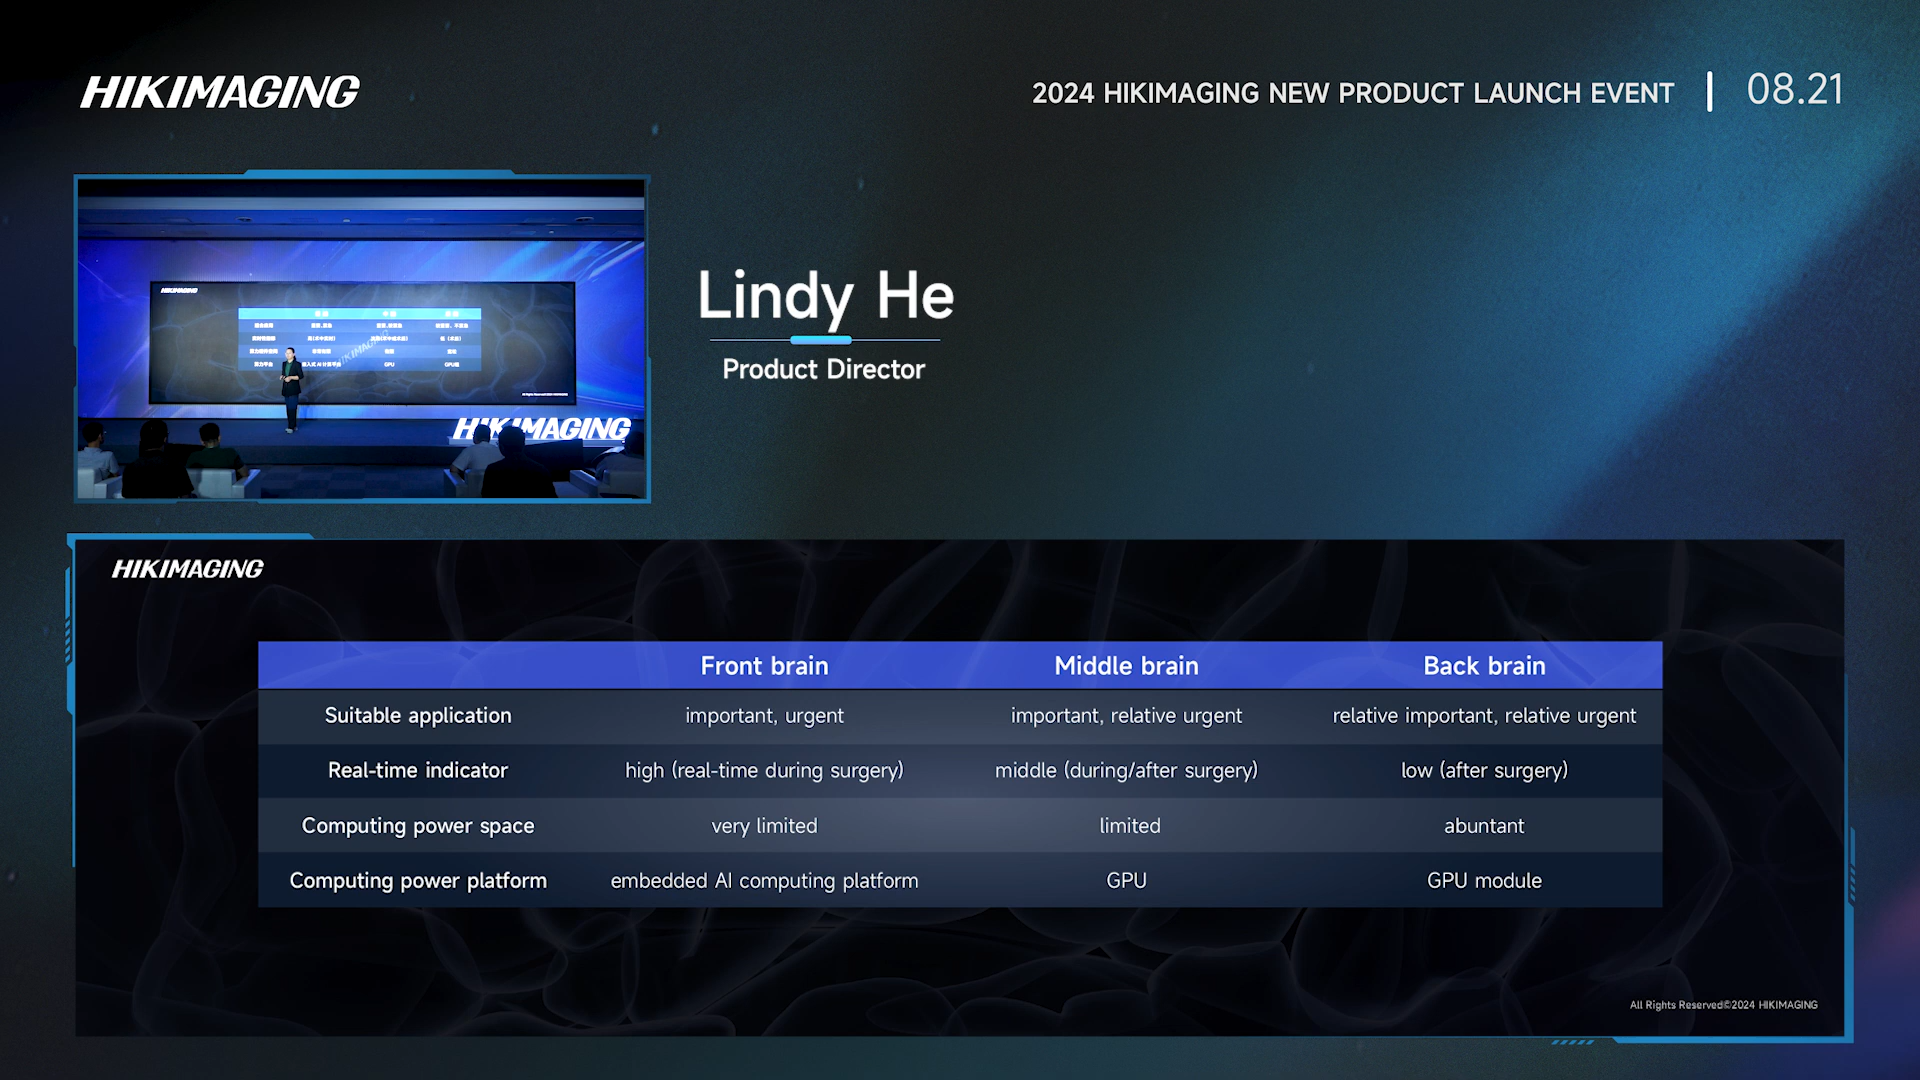 HIKIMAGING
2024 HIKIMAGING NEW PRODUCT LAUNCH EVENT | 08.21
HIKIMAGING
GPU
HIKIMAGING
Lindy He
Product Director
HIKIMAGING
Front brain Middle brain Back brain
Suitable application important, urgent important, relative urgent relative important, relative urgent
Real-time indicator high (real-time during surgery) middle (during/after surgery) low (after surgery)
Computing power space very limited limited abuntant
Computing power platform embedded AI computing platform GPU GPU module
All Rights Reserved©2024 HIKIMAGING